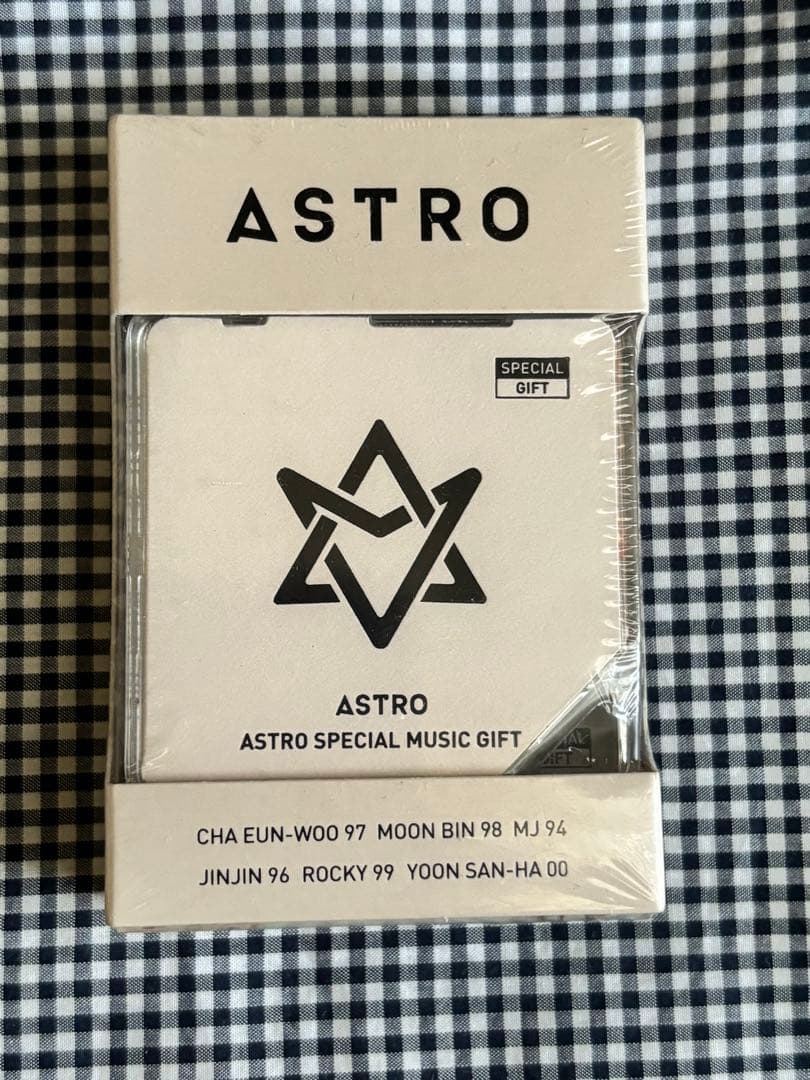 ASTRO
SPECIAL
GIFT
ASTRO
ASTRO SPECIAL MUSIC GIFT
GIFT
CHA EUN-WOO 97 MOON BIN 98 MJ 94
JINJIN 96 ROCKY 99 YOON SAN-HA 00